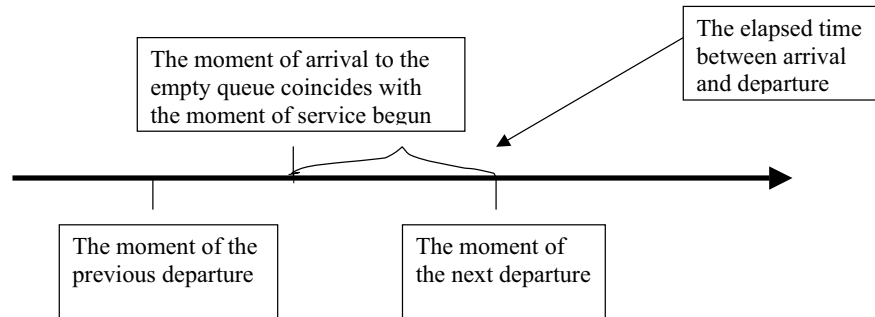 The moment of arrival to the
empty queue coincides with
the moment of service begun
The elapsed time
between arrival
and departure
The moment of the
previous departure
The moment of
the next departure